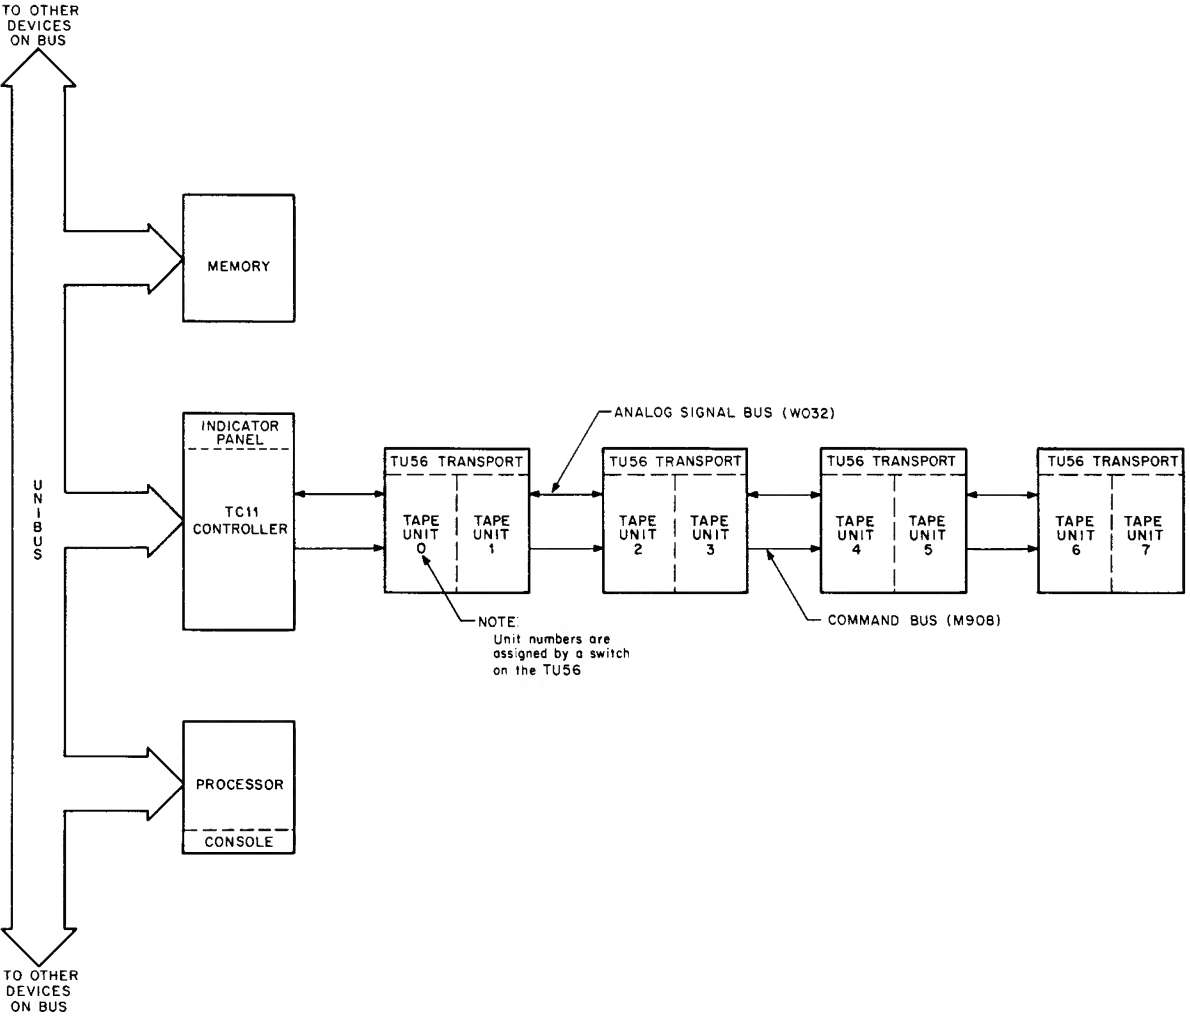 TO OTHER
DEVICES
ON BUS
MEMORY
ANALOG SIGNAL BUS (W032)
INDICATOR
PANEL
TC11
CONTROLLER
UNIBUS
TU56 TRANSPORT
TAPE
UNIT
0
TAPE
UNIT
1
TU56 TRANSPORT
TAPE
UNIT
2
TAPE
UNIT
3
TU56 TRANSPORT
TAPE
UNIT
4
TAPE
UNIT
5
TU56 TRANSPORT
TAPE
UNIT
6
TAPE
UNIT
7
NOTE:
Unit numbers are
assigned by a switch
on the TU56
COMMAND BUS (M908)
PROCESSOR
CONSOLE
TO OTHER
DEVICES
ON BUS